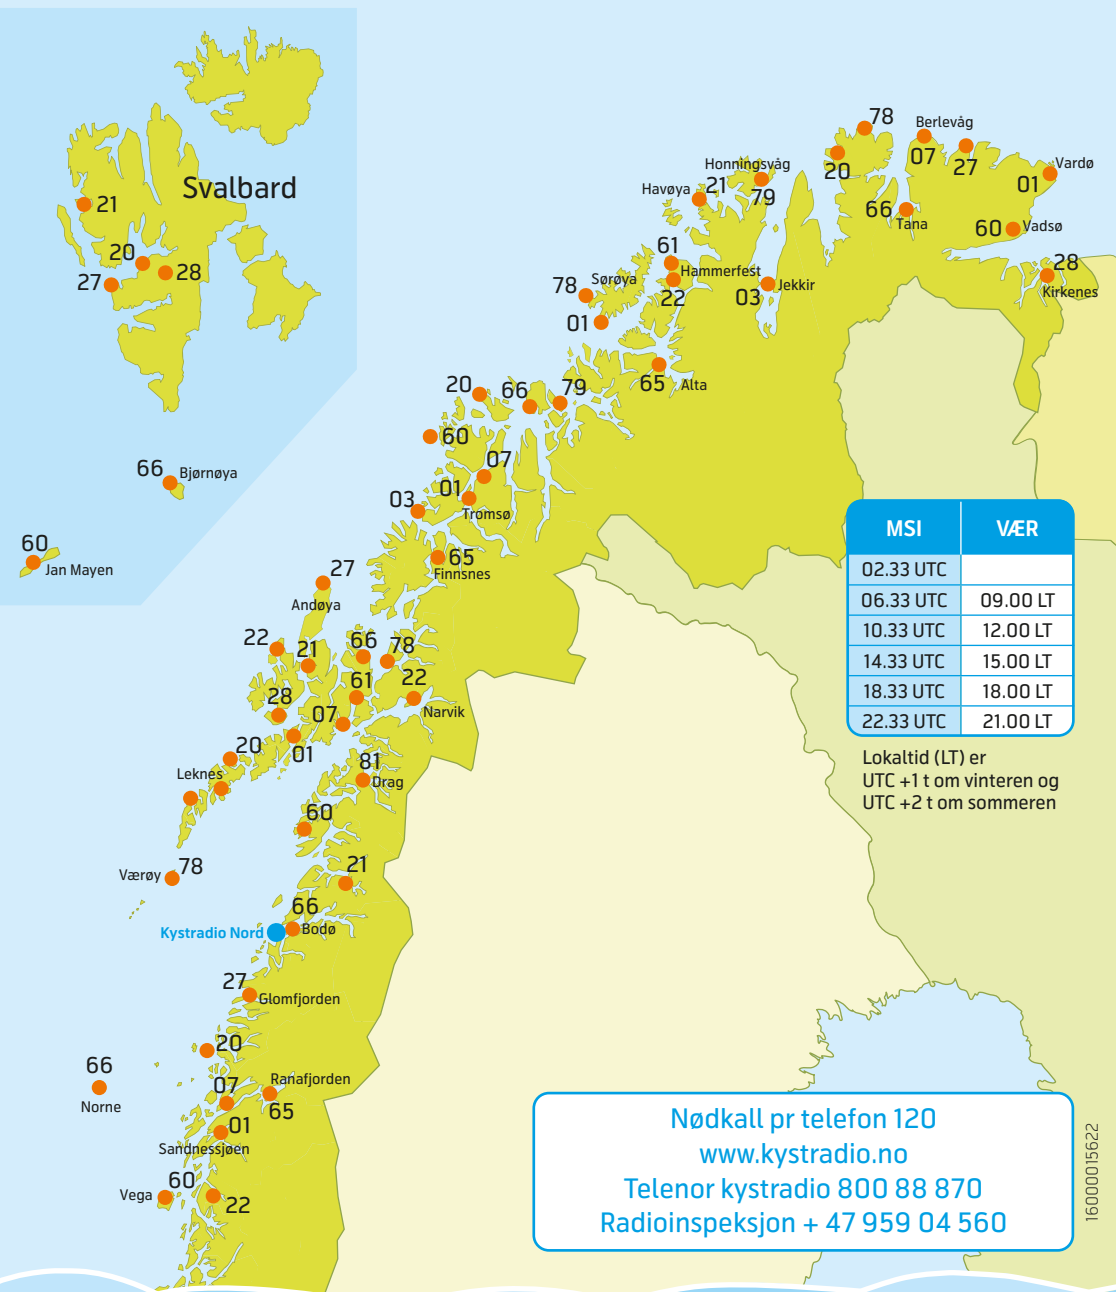 Svalbard
21
20
27
28
66 Bjørnøya
60
Jan Mayen
78
20
Berlevåg
07
27
Vardø
01
66
Tana
60 Vadsø
28
Kirkenes
Honningsvåg
79
Havøya 21
61
Hammerfest
22
03 Jekkir
78 Sørøya
01
65 Alta
20
66
79
60
07
01
Tromsø
03
65
Finnsnes
27
Andøya
22
21
66
78
61
22
Narvik
28
07
01
20
Leknes
81
Drag
60
Værøy 78
21
66
Kystradio Nord
Bodø
27
Glomfjorden
20
66
Norne
07
Ranafjorden
65
01
Sandnessjøen
60
Vega
22
MSI VÆR
02.33 UTC
06.33 UTC 09.00 LT
10.33 UTC 12.00 LT
14.33 UTC 15.00 LT
18.33 UTC 18.00 LT
22.33 UTC 21.00 LT
Lokaltid (LT) er
UTC +1 t om vinteren og
UTC +2 t om sommeren
Nødkall pr telefon 120
www.kystradio.no
Telenor kystradio 800 88 870
Radioinspeksjon + 47 959 04 560
16000015622